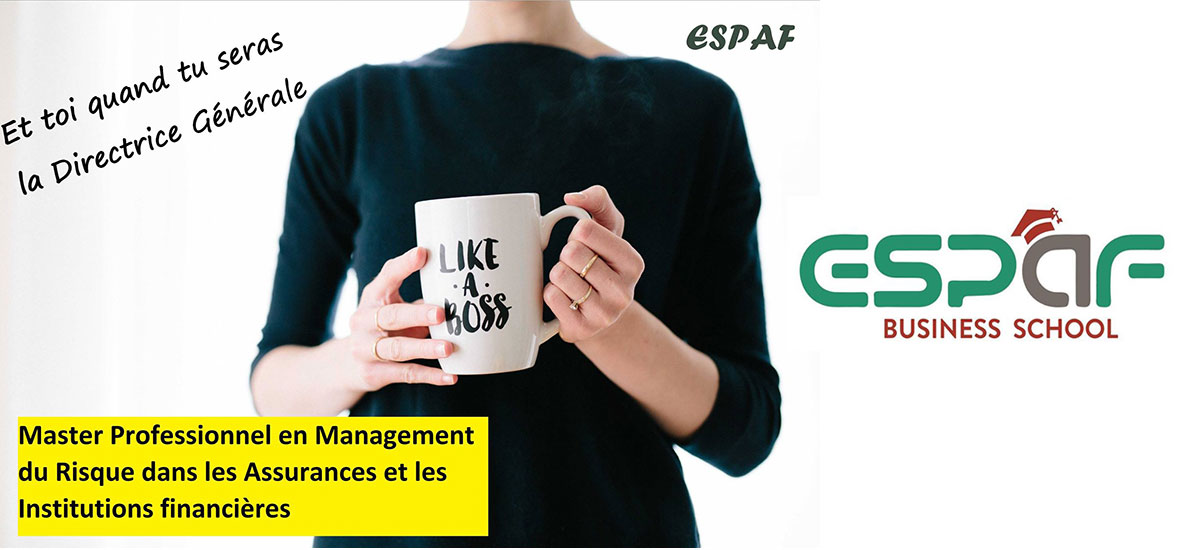 Et toi quand tu seras
la Directrice Générale
ESPAF
LIKE
·A·
BOSS
ESPaF
BUSINESS SCHOOL
Master Professionnel en Management
du Risque dans les Assurances et les
Institutions financières